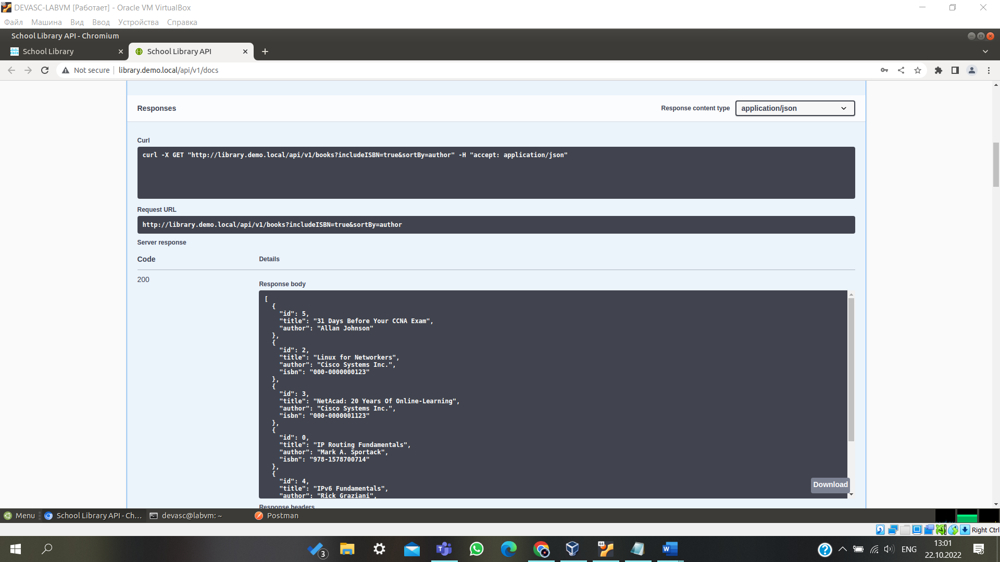 DEVASC-LABVM [Работает] - Oracle VM VirtualBox
Файл Машина Вид Ввод Устройства Справка
School Library API - Chromium
School Library
School Library API
Not secure library.demo.local/api/v1/docs
Responses
Response content type
application/json
Curl
curl -X GET "http://library.demo.local/api/v1/books?includeISBN=true&sortBy=author" -H "accept: application/json"
Request URL
http://library.demo.local/api/v1/books?includeISBN=true&sortBy=author
Server response
Code
Details
200
Response body
[
{
"id": 5,
"title": "31 Days Before Your CCNA Exam",
"author": "Allan Johnson"
},
{
"id": 2,
"title": "Linux for Networkers",
"author": "Cisco Systems Inc.",
"isbn": "000-0000000123"
},
{
"id": 3,
"title": "NetAcad: 20 Years Of Online-Learning",
"author": "Cisco Systems Inc.",
"isbn": "000-0000001123"
},
{
"id": 0,
"title": "IP Routing Fundamentals",
"author": "Mark A. Sportack",
"isbn": "978-1578700714"
},
{
"id": 4,
"title": "IPv6 Fundamentals",
"author": "Rick Graziani",
Download
Response headers
Menu
School Library API - Ch...
devasc@labvm: ~
Postman
Right Ctrl
3
ENG
13:01
22.10.2022